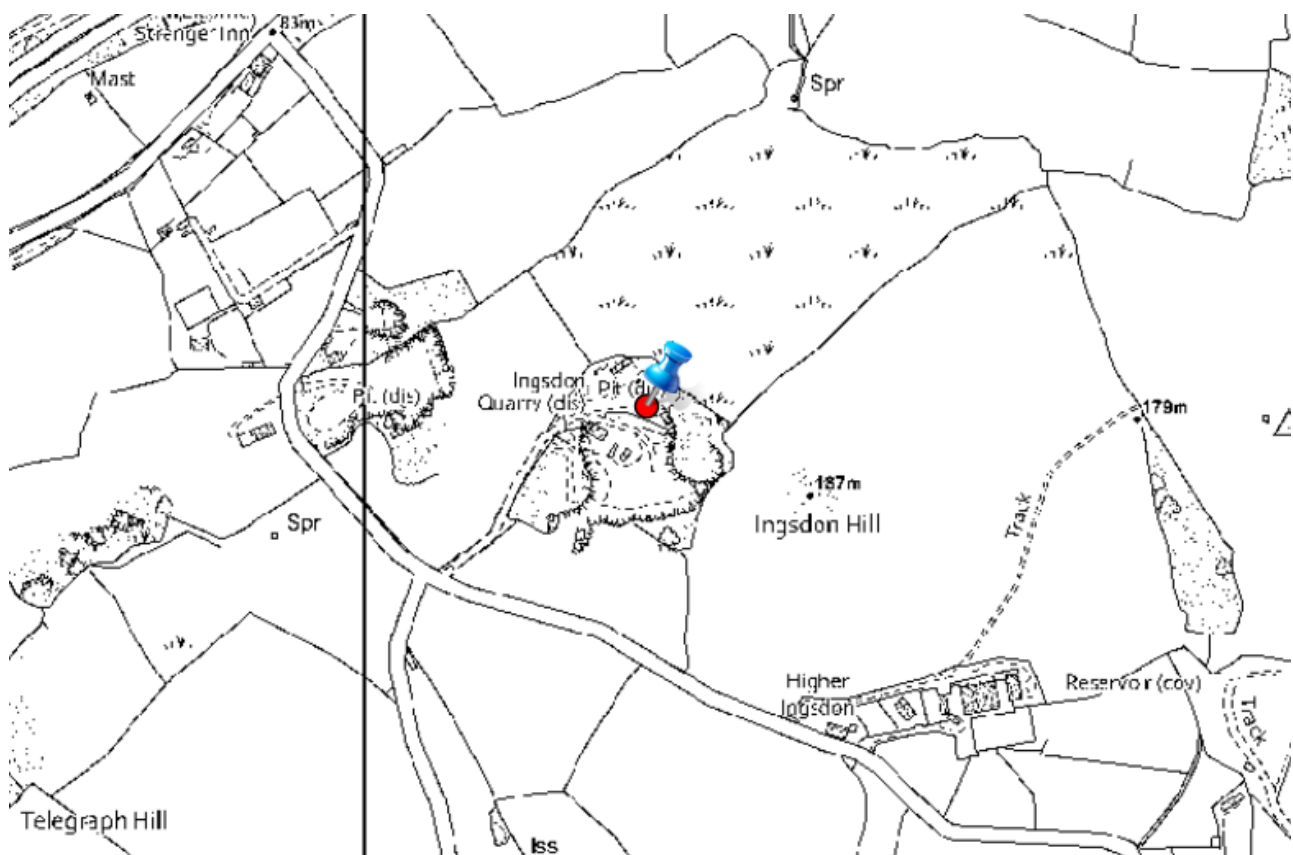 Strange Inn
83m
Mast
Spr
Ingsdon
Quarry (dis)
Pit
Pit (dis)
179m
187m
Ingsdon Hill
Track
Spr
Higher
Ingsdon
Reservoir (cov)
Track
Telegraph Hill
Iss